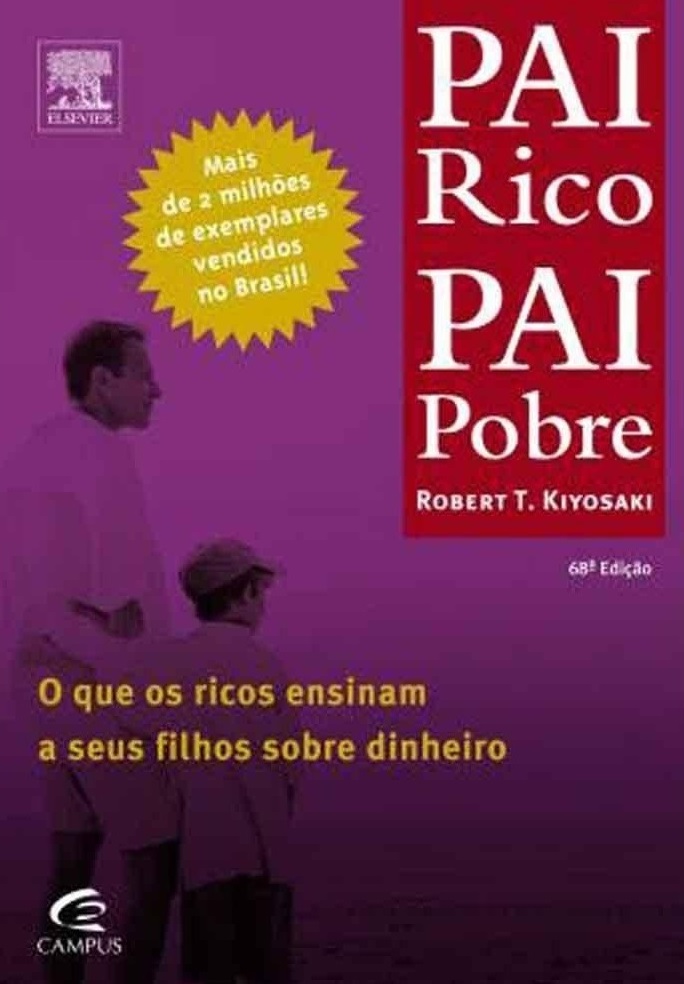 ELSEVIER
Mais
de 2 milhões
de exemplares
vendidos
no Brasil!
PAI
Rico
PAI
Pobre
ROBERT T. KIYOSAKI
68ª Edição
O que os ricos ensinam
a seus filhos sobre dinheiro
CAMPUS